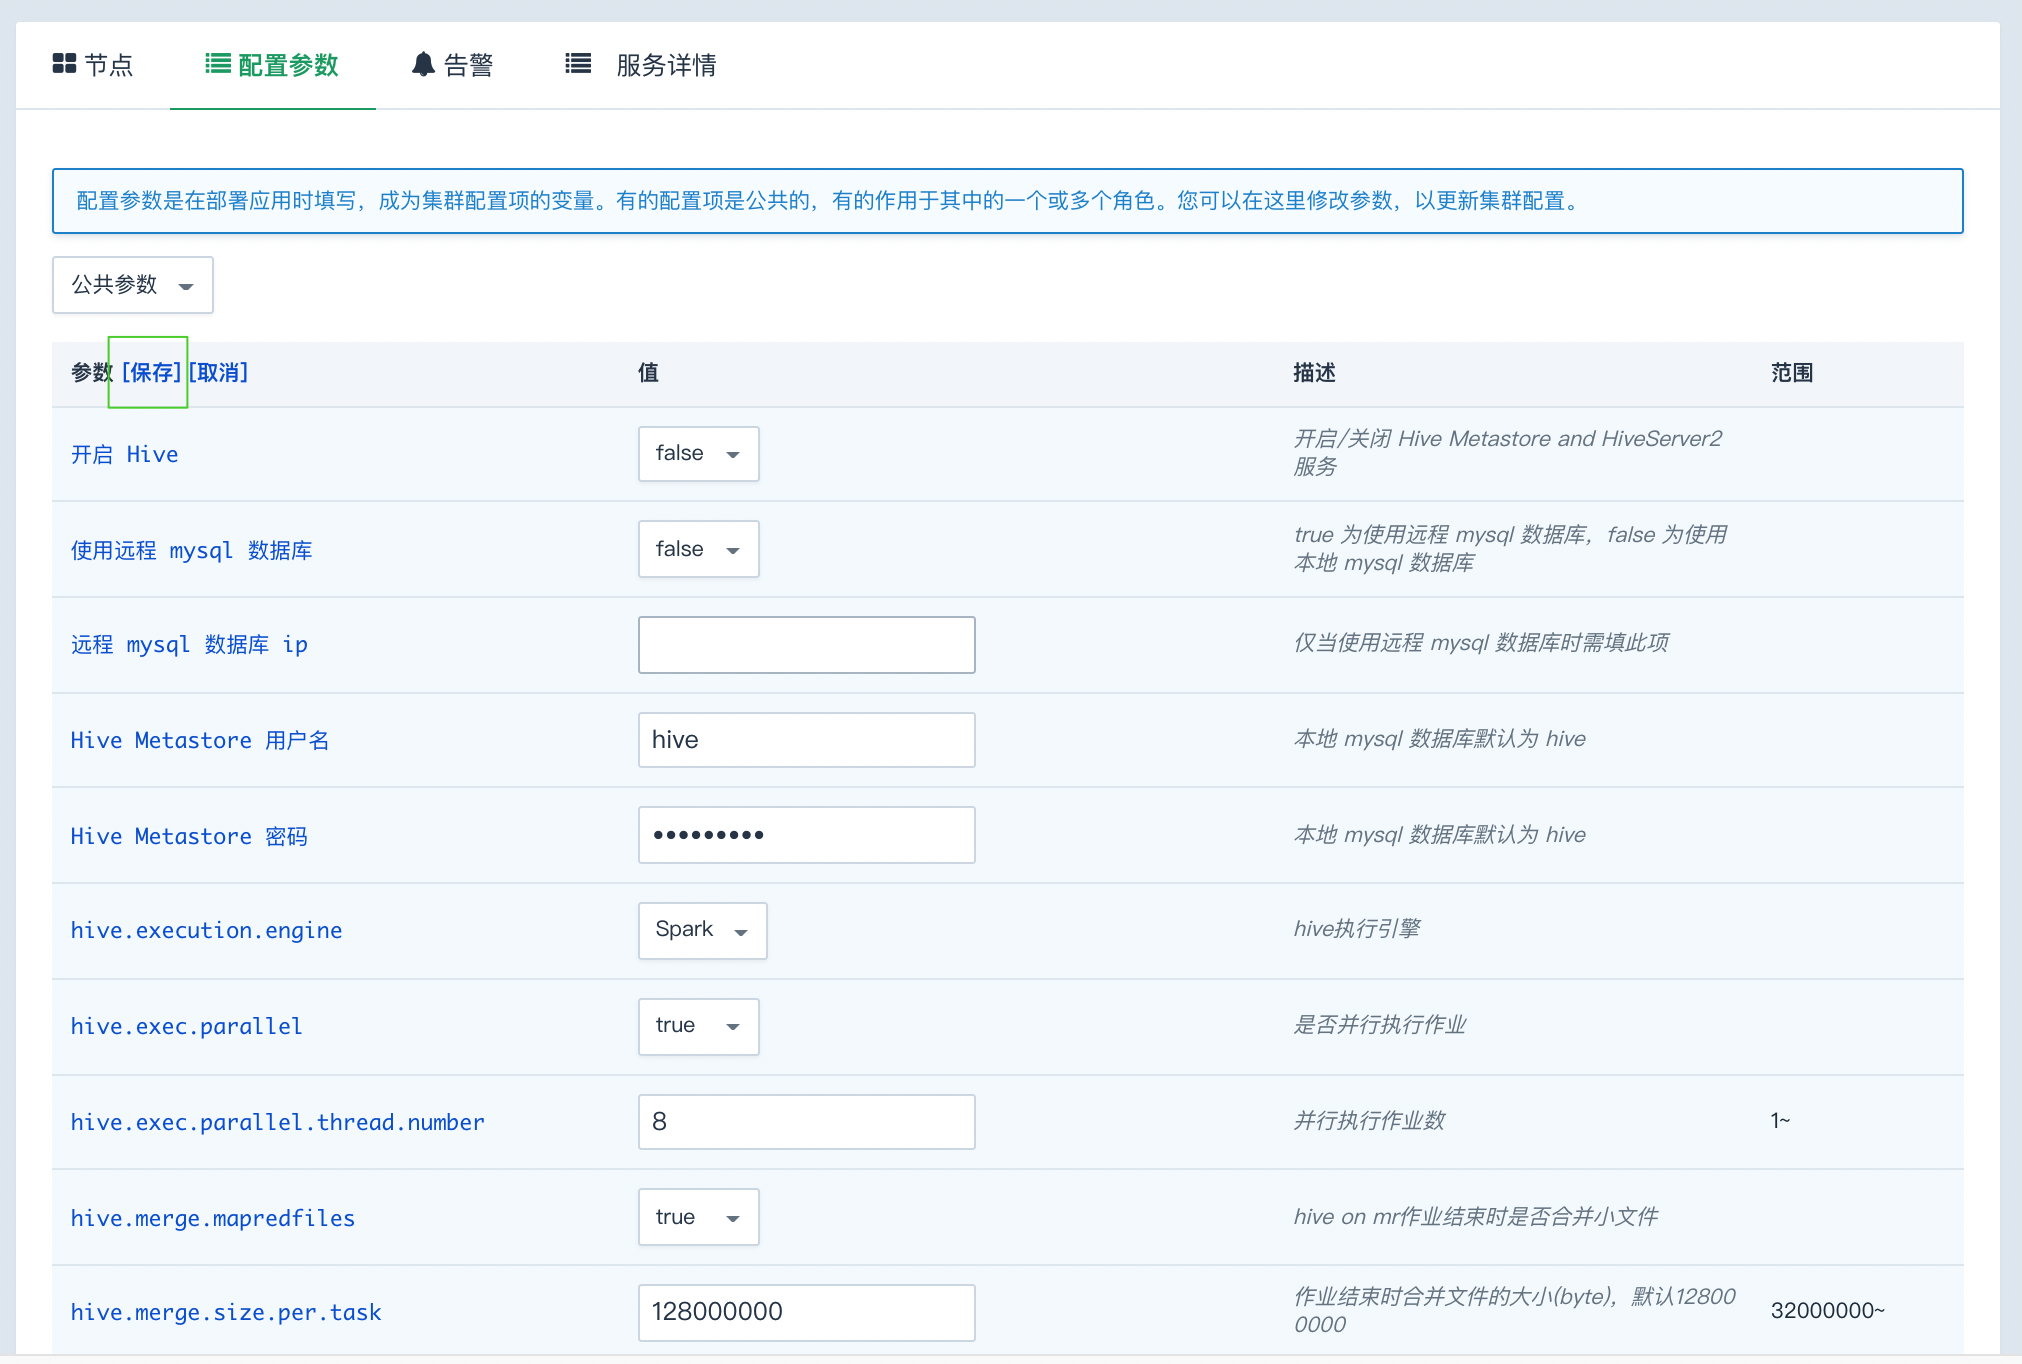 节点 配置参数 告警 服务详情
配置参数是在部署应用时填写，成为集群配置项的变量。有的配置项是公共的，有的作用于其中的一个或多个角色。您可以在这里修改参数，以更新集群配置。
公共参数
参数 [保存] [取消] 值 描述 范围
开启 Hive false 开启/关闭 Hive Metastore and HiveServer2
服务
使用远程 mysql 数据库 false true 为使用远程 mysql 数据库，false 为使用
本地 mysql 数据库
远程 mysql 数据库 ip 仅当使用远程 mysql 数据库时需填此项
Hive Metastore 用户名 hive 本地 mysql 数据库默认为 hive
Hive Metastore 密码 ••••••••• 本地 mysql 数据库默认为 hive
hive.execution.engine Spark hive执行引擎
hive.exec.parallel true 是否并行执行作业
hive.exec.parallel.thread.number 8 并行执行作业数 1~
hive.merge.mapredfiles true hive on mr作业结束时是否合并小文件
hive.merge.size.per.task 128000000 作业结束时合并文件的大小(byte)，默认12800 32000000~
0000